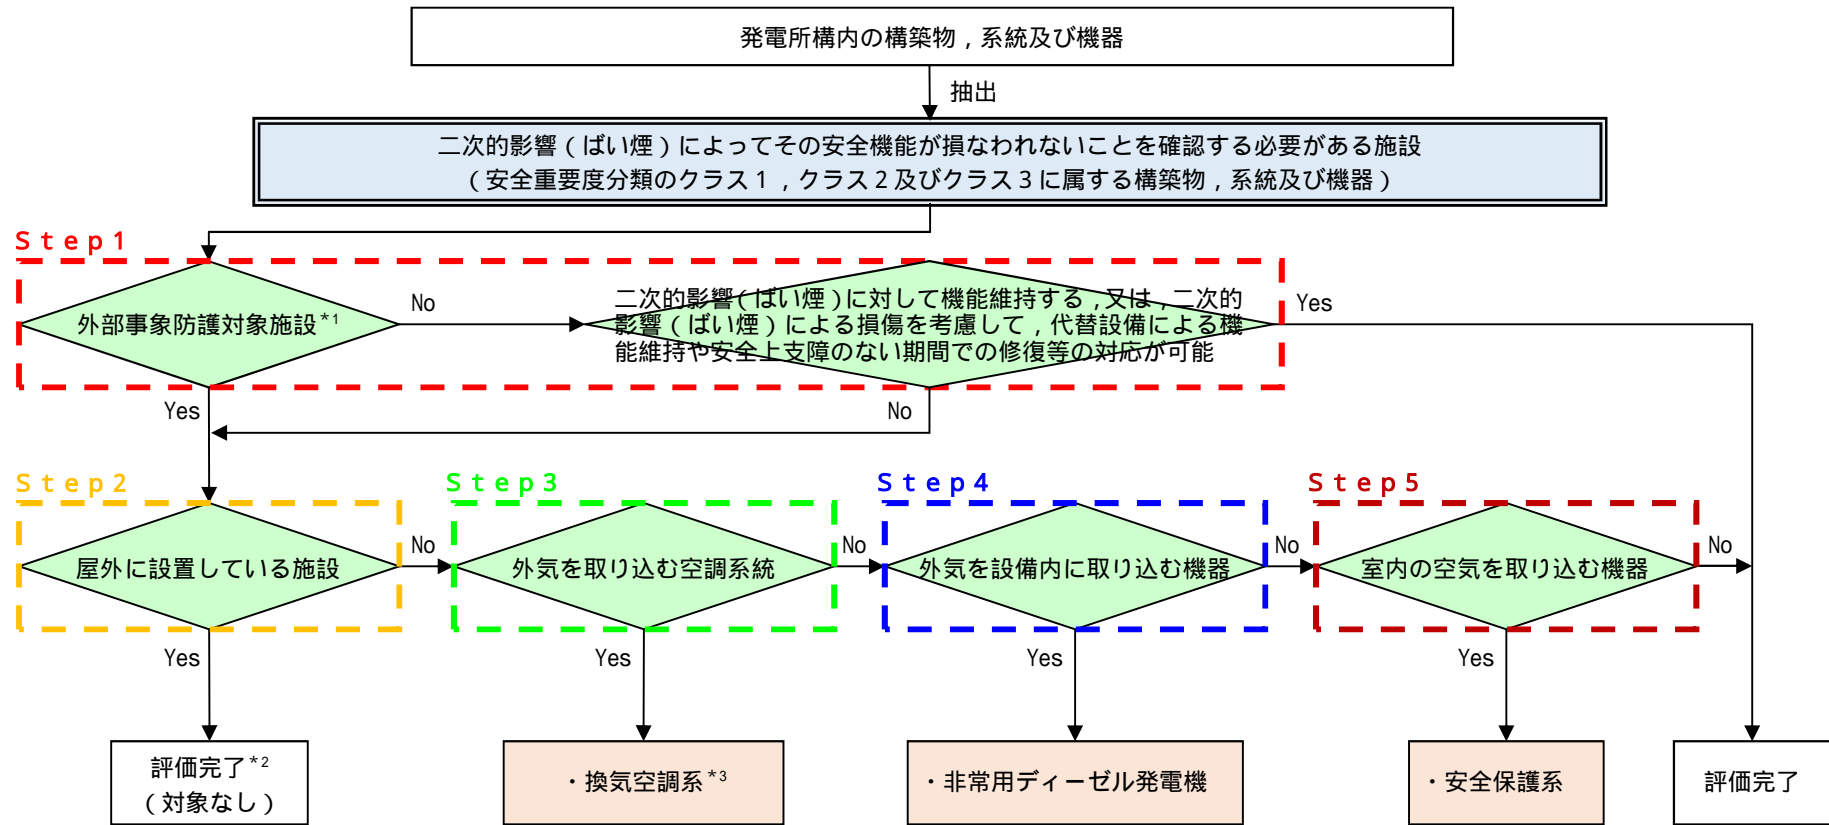 発電所構内の構築物，系統及び機器
抽出
二次的影響（ばい煙）によってその安全機能が損なわれないことを確認する必要がある施設
（安全重要度分類のクラス１，クラス２及びクラス３に属する構築物，系統及び機器）
Ｓｔｅｐ１
外部事象防護対象施設*1
No
二次的影響（ばい煙）に対して機能維持する，又は，二次的
影響（ばい煙）による損傷を考慮して，代替設備による機
能維持や安全上支障のない期間での修復等の対応が可能
Yes
Yes
No
Ｓｔｅｐ２
Ｓｔｅｐ３
Ｓｔｅｐ４
Ｓｔｅｐ５
屋外に設置している施設
No
外気を取り込む空調系統
No
外気を設備内に取り込む機器
No
室内の空気を取り込む機器
No
Yes
Yes
Yes
Yes
評価完了*2
（対象なし）
・換気空調系*3
・非常用ディーゼル発電機
・安全保護系
評価完了